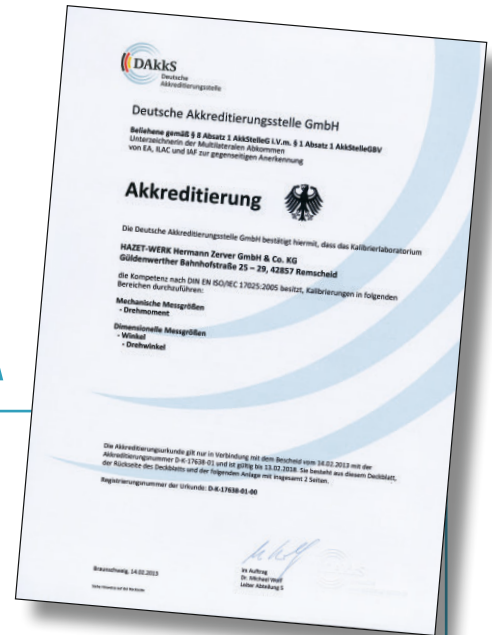 DAkkS
Deutsche
Akkreditierungsstelle
Deutsche Akkreditierungsstelle GmbH
Beliehene gemäß § 8 Absatz 1 AkkStelleG i.V.m. § 1 Absatz 1 AkkStelleGBV
Unterzeichnerin der Multilateralen Abkommen
von EA, ILAC und IAF zur gegenseitigen Anerkennung
Akkreditierung
Die Deutsche Akkreditierungsstelle GmbH bestätigt hiermit, dass das Kalibrierlaboratorium
HAZET-WERK Hermann Zerver GmbH & Co. KG
Güldenwerther Bahnhofstraße 25 – 29, 42857 Remscheid
die Kompetenz nach DIN EN ISO/IEC 17025:2005 besitzt, Kalibrierungen in folgenden
Bereichen durchzuführen:
Mechanische Messgrößen
- Drehmoment
Dimensionelle Messgrößen
- Winkel
- Drehwinkel
Die Akkreditierungsurkunde gilt nur in Verbindung mit dem Bescheid vom 14.02.2013 mit der
Akkreditierungsnummer D-K-17638-01 und ist gültig bis 13.02.2018. Sie besteht aus diesem Deckblatt,
der Rückseite des Deckblatts und der folgenden Anlage mit insgesamt 2 Seiten.
Registrierungsnummer der Urkunde: D-K-17638-01-00
Braunschweig, 14.02.2013
Im Auftrag
Dr. Michael Wolf
Leiter Abteilung 5
Siehe Hinweise auf der Rückseite